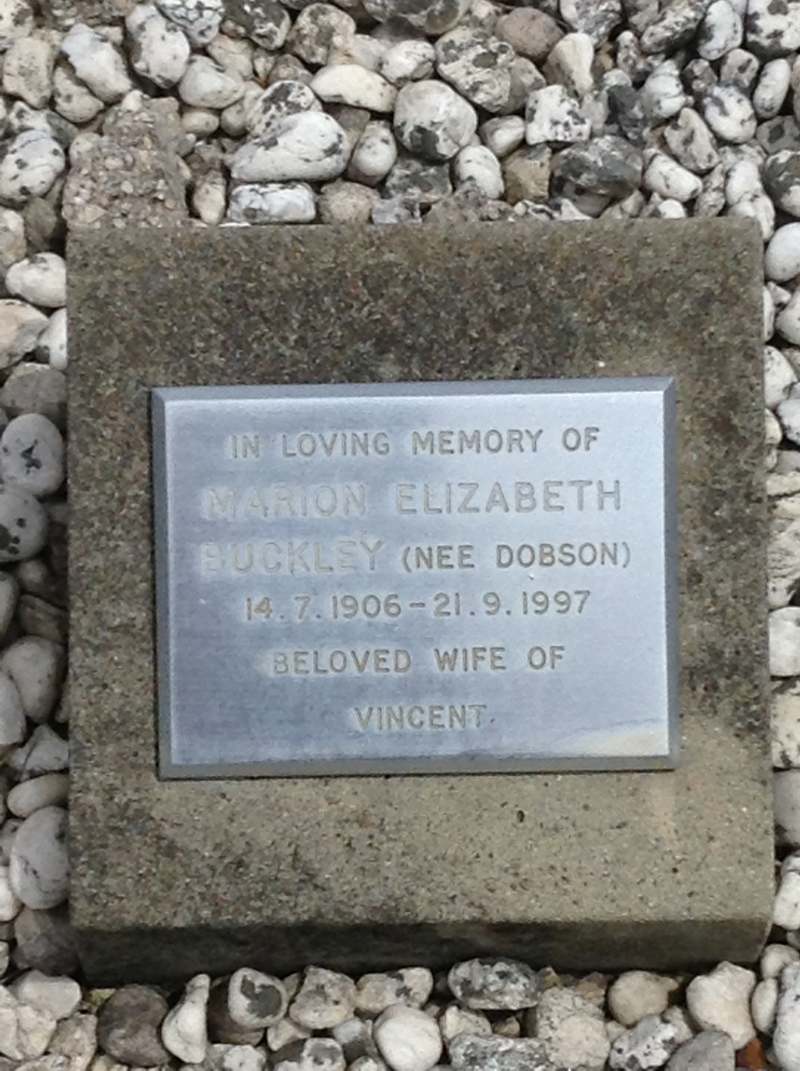 IN LOVING MEMORY OF
MARION ELIZABETH
BUCKLEY (NEE DOBSON)
14.7.1906-21.9.1997
BELOVED WIFE OF
VINCENT.